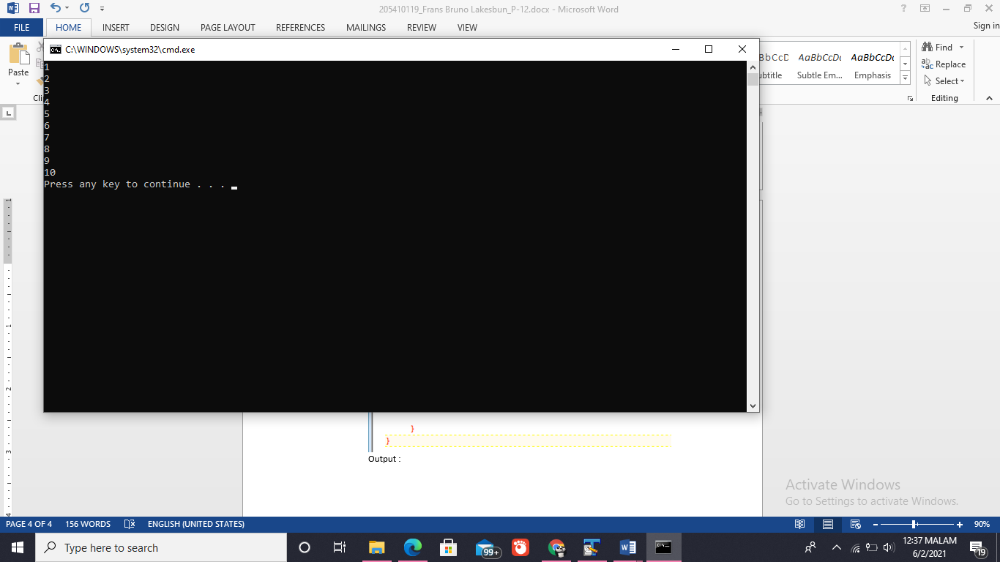 205410119_Frans Bruno Lakesbun_P-12.docx - Microsoft Word
FILE HOME INSERT DESIGN PAGE LAYOUT REFERENCES MAILINGS REVIEW VIEW
Sign in
C:\WINDOWS\system32\cmd.exe
Paste
1
2
3
4
5
6
7
8
9
10
Press any key to continue . . .
AaBbCcDc AaBbCcDc
Subtle Em... Emphasis
Find
Replace
Select
Editing
}
}
Output :
Activate Windows
Go to Settings to activate Windows.
PAGE 4 OF 4 156 WORDS ENGLISH (UNITED STATES) 90%
Type here to search
99+
12:37 MALAM
6/2/2021
19